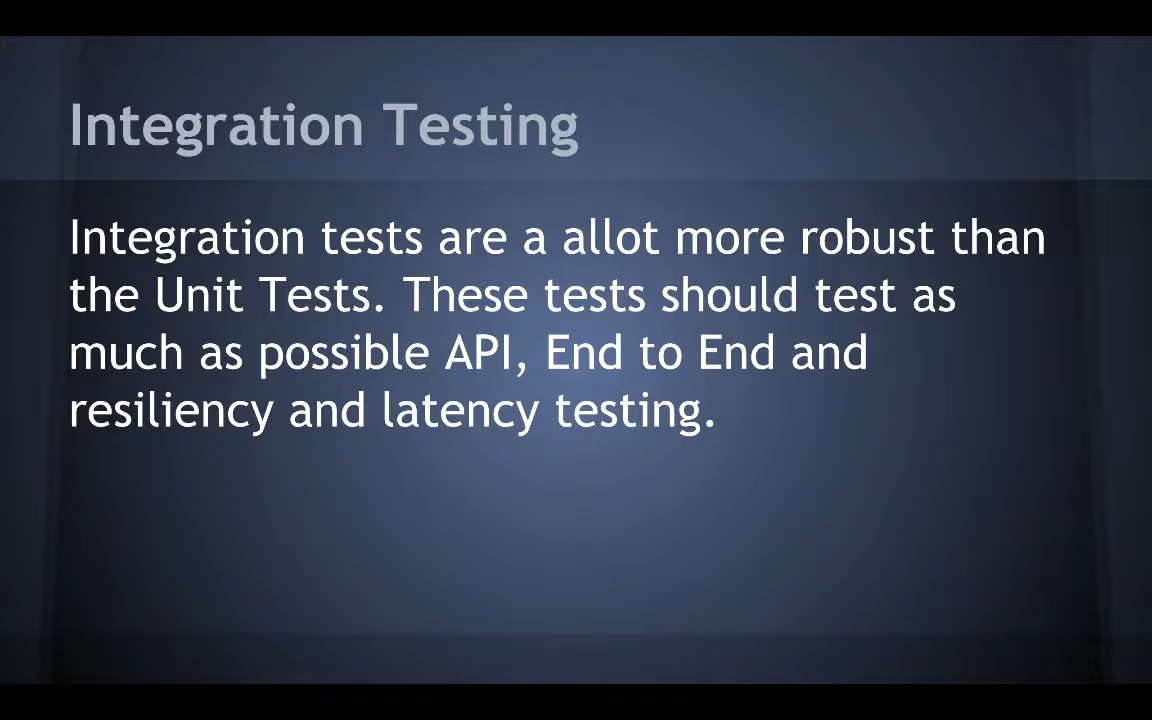 Integration Testing
Integration tests are a allot more robust than
the Unit Tests. These tests should test as
much as possible API, End to End and
resiliency and latency testing.